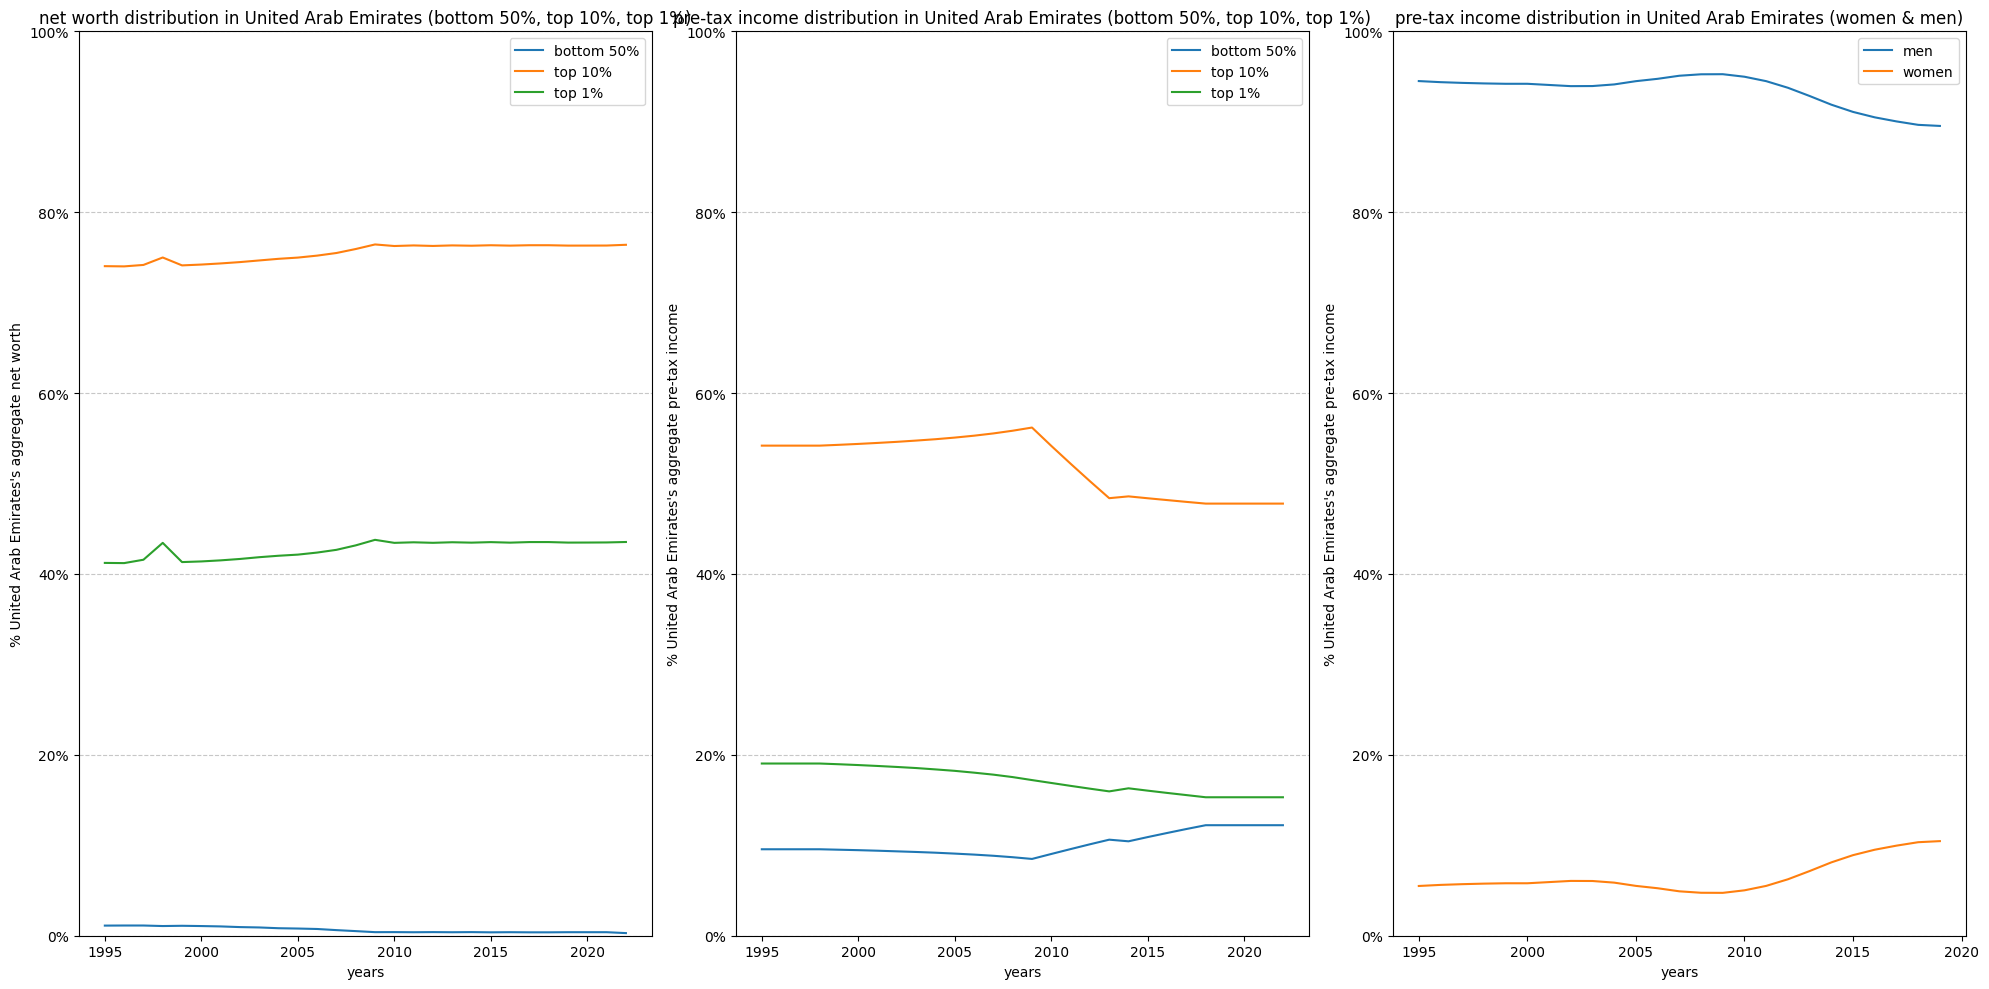 net worth distribution in United Arab Emirates (bottom 50%, top 10%, top 1%)
100%
80%
60%
40%
20%
0%
% United Arab Emirates's aggregate net worth
bottom 50%
top 10%
top 1%
1995
2000
2005
2010
2015
2020
years
pre-tax income distribution in United Arab Emirates (bottom 50%, top 10%, top 1%)
100%
80%
60%
40%
20%
0%
% United Arab Emirates's aggregate pre-tax income
bottom 50%
top 10%
top 1%
1995
2000
2005
2010
2015
2020
years
pre-tax income distribution in United Arab Emirates (women & men)
100%
80%
60%
40%
20%
0%
% United Arab Emirates's aggregate pre-tax income
men
women
1995
2000
2005
2010
2015
2020
years